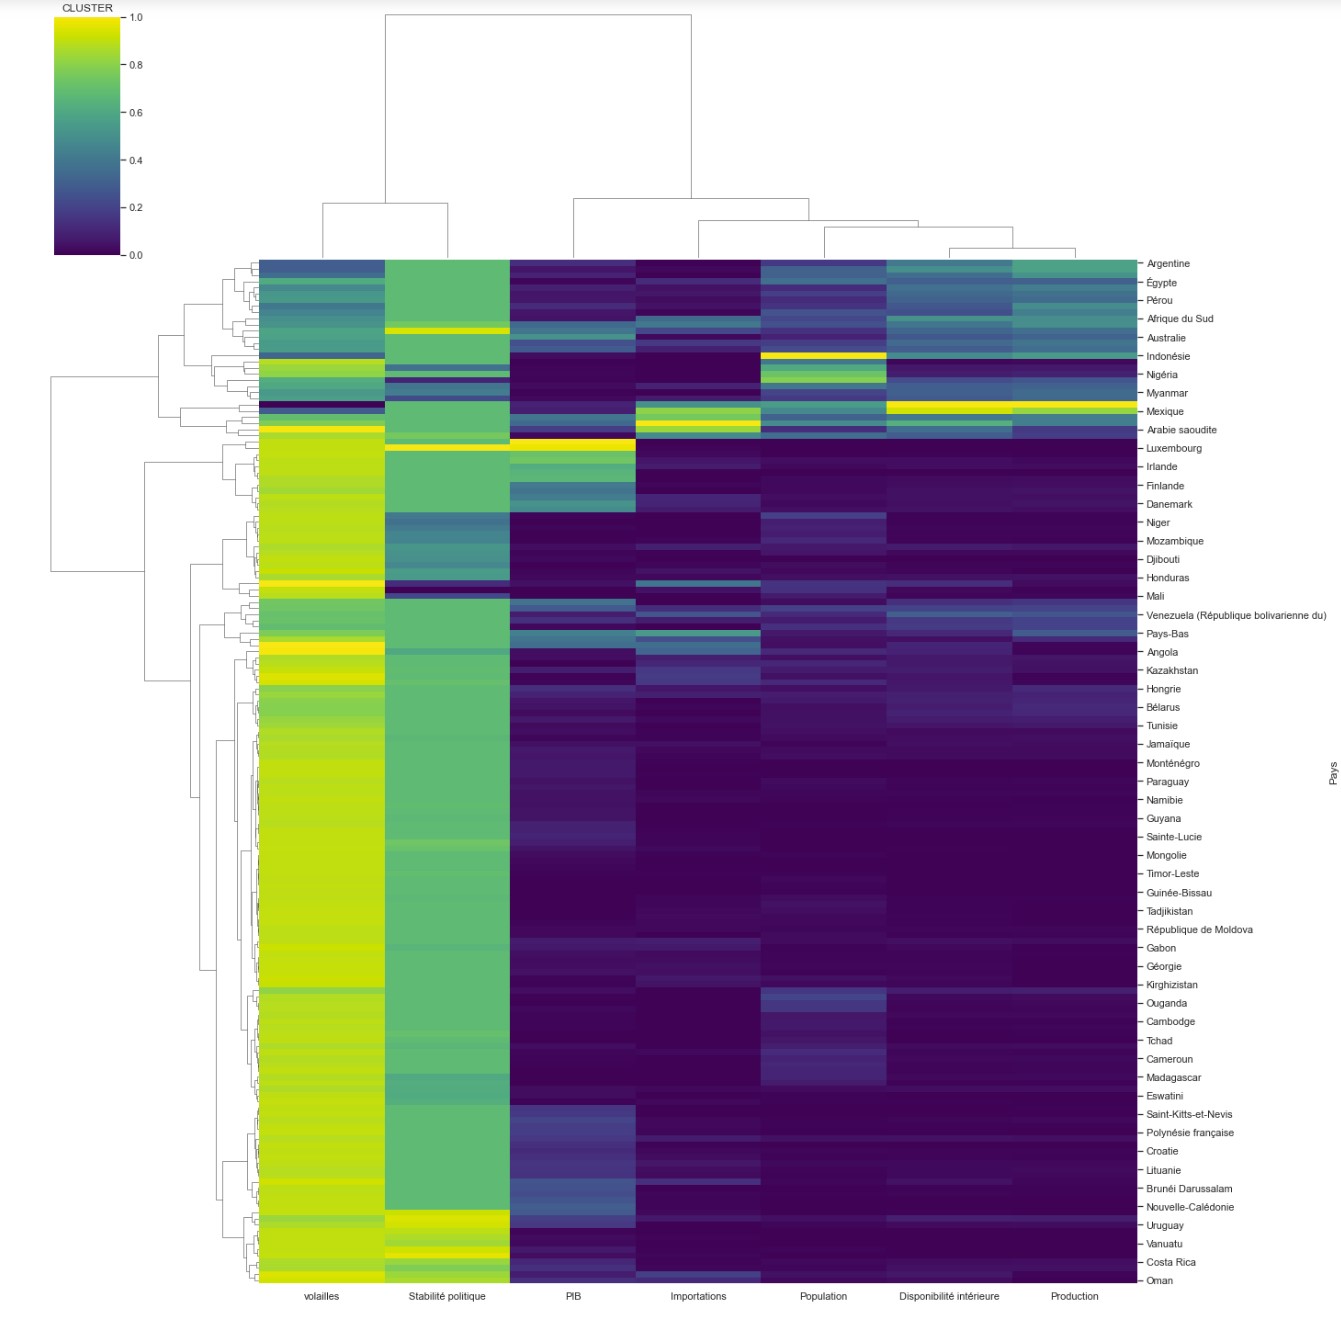 CLUSTER
1.0
0.8
0.6
0.4
0.2
0.0
Argentine
Égypte
Pérou
Afrique du Sud
Australie
Indonésie
Nigéria
Myanmar
Mexique
Arabie saoudite
Luxembourg
Irlande
Finlande
Danemark
Niger
Mozambique
Djibouti
Honduras
Mali
Venezuela (République bolivarienne du)
Pays-Bas
Angola
Kazakhstan
Hongrie
Bélarus
Tunisie
Jamaïque
Pays
Monténégro
Paraguay
Namibie
Guyana
Sainte-Lucie
Mongolie
Timor-Leste
Guinée-Bissau
Tadjikistan
République de Moldova
Gabon
Géorgie
Kirghizistan
Ouganda
Cambodge
Tchad
Cameroun
Madagascar
Eswatini
Saint-Kitts-et-Nevis
Polynésie française
Croatie
Lituanie
Brunéi Darussalam
Nouvelle-Calédonie
Uruguay
Vanuatu
Costa Rica
Oman
volailles Stabilité politique PIB Importations Population Disponibilité intérieure Production